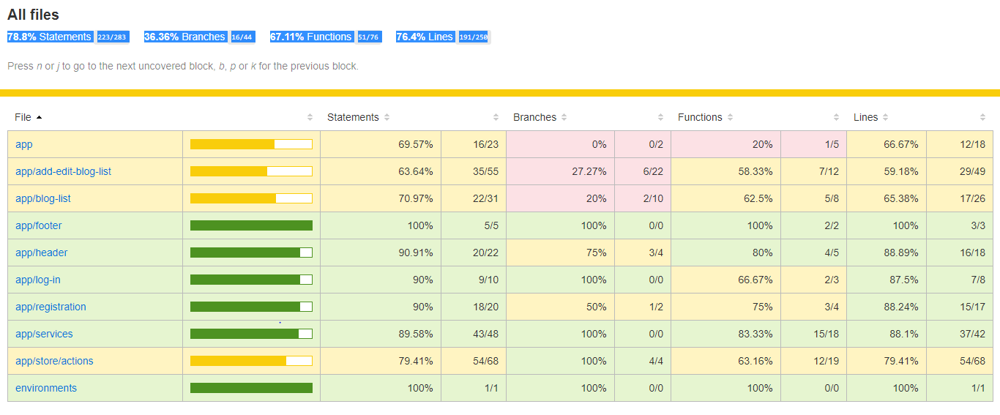 All files
78.8% Statements 223/283 36.36% Branches 16/44 67.11% Functions 51/76 76.4% Lines 191/250
Press n or j to go to the next uncovered block, b, p or k for the previous block.
File Statements Branches Functions Lines
app 69.57% 16/23 0% 0/2 20% 1/5 66.67% 12/18
app/add-edit-blog-list 63.64% 35/55 27.27% 6/22 58.33% 7/12 59.18% 29/49
app/blog-list 70.97% 22/31 20% 2/10 62.5% 5/8 65.38% 17/26
app/footer 100% 5/5 100% 0/0 100% 2/2 100% 3/3
app/header 90.91% 20/22 75% 3/4 80% 4/5 88.89% 16/18
app/log-in 90% 9/10 100% 0/0 66.67% 2/3 87.5% 7/8
app/registration 90% 18/20 50% 1/2 75% 3/4 88.24% 15/17
app/services 89.58% 43/48 100% 0/0 83.33% 15/18 88.1% 37/42
app/store/actions 79.41% 54/68 100% 4/4 63.16% 12/19 79.41% 54/68
environments 100% 1/1 100% 0/0 100% 0/0 100% 1/1